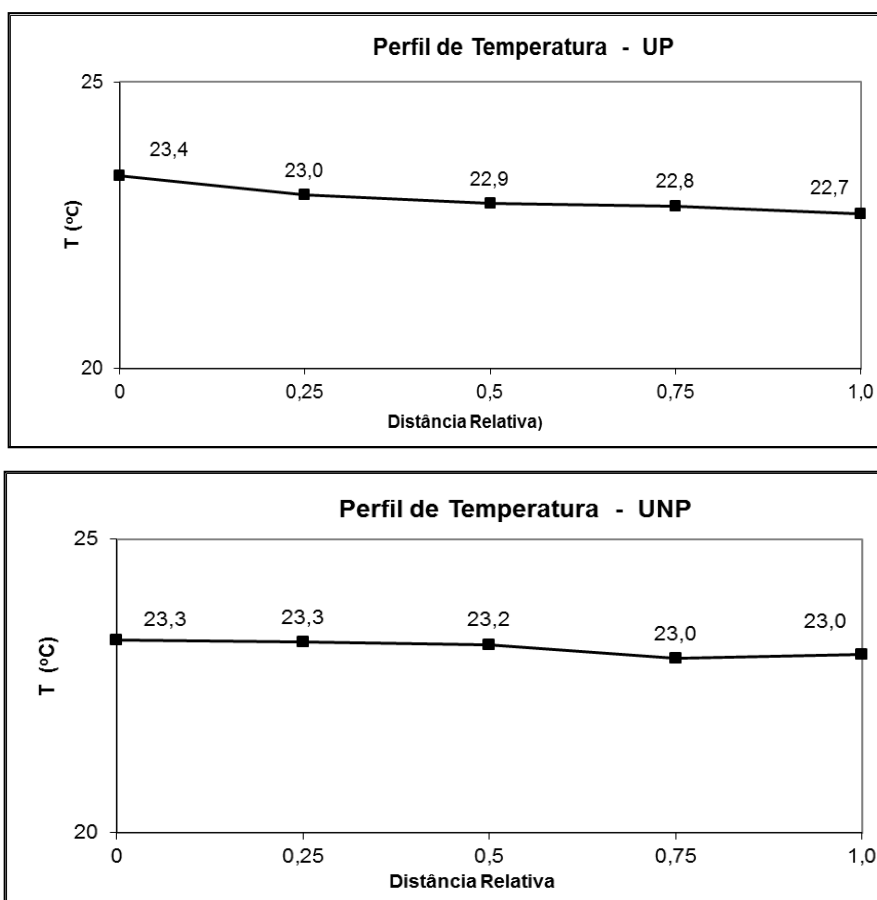 Perfil de Temperatura - UP
25
23,4
23,0
22,9
22,8
22,7
T (ºC)
20
0 0,25 0,5 0,75 1,0
Distância Relativa)
Perfil de Temperatura - UNP
25
23,3
23,3
23,2
23,0
23,0
T (ºC)
20
0 0,25 0,5 0,75 1,0
Distância Relativa